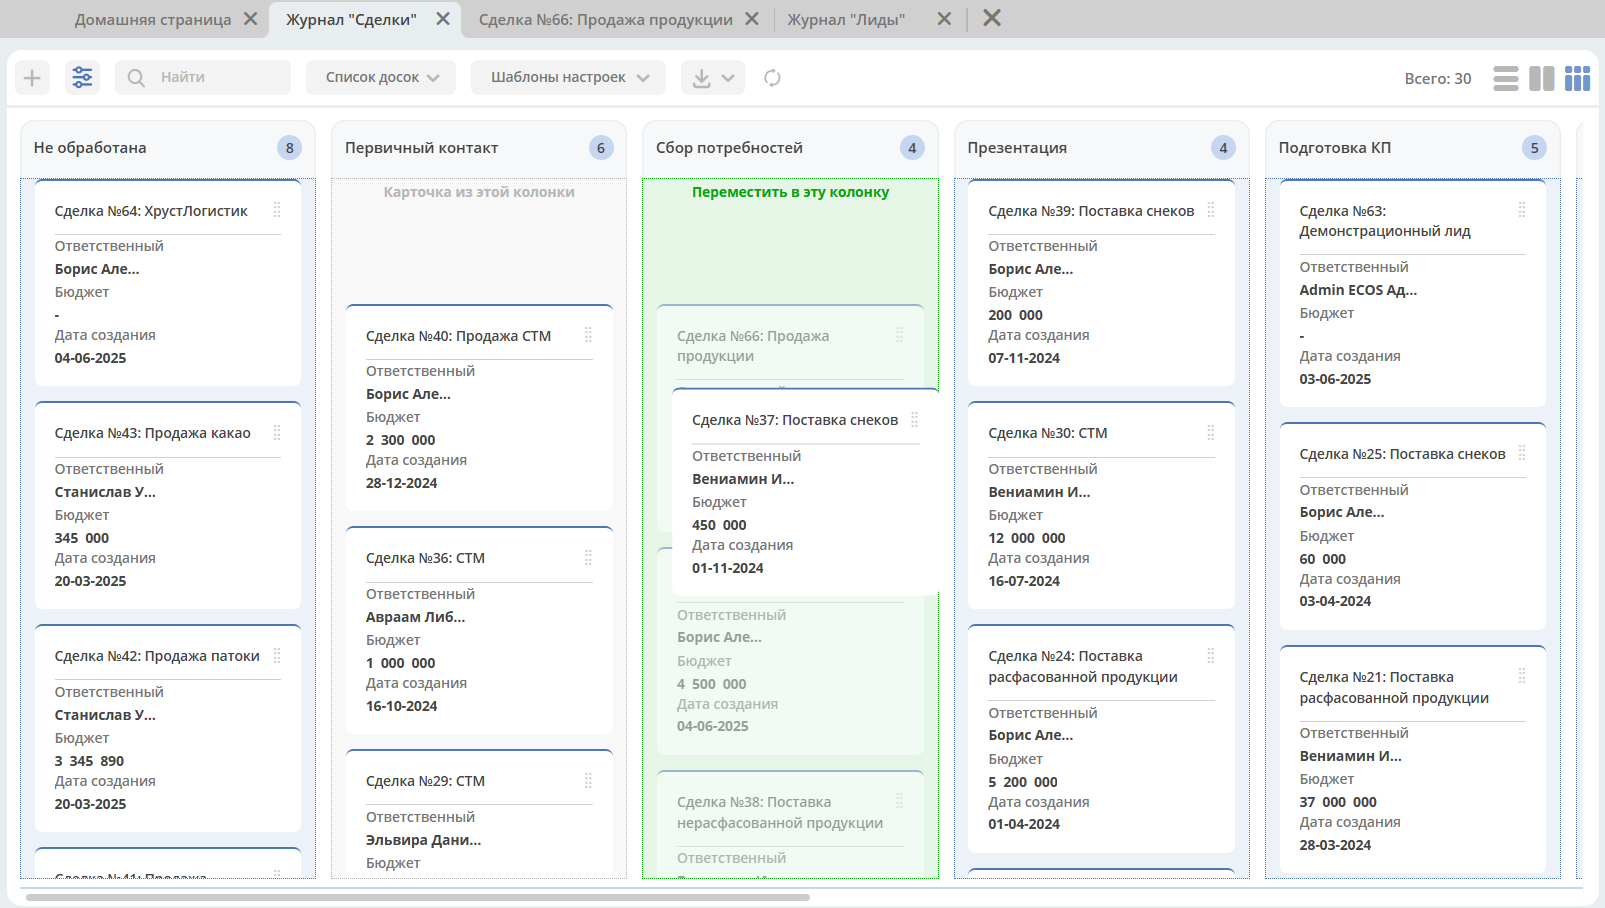 Домашняя страница
Журнал "Сделки"
Сделка №66: Продажа продукции
Журнал "Лиды"
Найти
Список досок
Шаблоны настроек
Всего: 30
Не обработана
8
Сделка №64: ХрустЛогистик
Ответственный
Борис Але...
Бюджет
-
Дата создания
04-06-2025
Сделка №43: Продажа какао
Ответственный
Станислав У...
Бюджет
345 000
Дата создания
20-03-2025
Сделка №42: Продажа патоки
Ответственный
Станислав У...
Бюджет
3 345 890
Дата создания
20-03-2025
Сделка №41: Продажа
Первичный контакт
6
Карточка из этой колонки
Сделка №40: Продажа СТМ
Ответственный
Борис Але...
Бюджет
2 300 000
Дата создания
28-12-2024
Сделка №36: СТМ
Ответственный
Авраам Либ...
Бюджет
1 000 000
Дата создания
16-10-2024
Сделка №29: СТМ
Ответственный
Эльвира Дани...
Бюджет
Сбор потребностей
4
Переместить в эту колонку
Сделка №66: Продажа
продукции
Сделка №37: Поставка снеков
Ответственный
Вениамин И...
Бюджет
450 000
Дата создания
01-11-2024
Ответственный
Борис Але...
Бюджет
4 500 000
Дата создания
04-06-2025
Сделка №38: Поставка
нерасфасованной продукции
Ответственный
Презентация
4
Сделка №39: Поставка снеков
Ответственный
Борис Але...
Бюджет
200 000
Дата создания
07-11-2024
Сделка №30: СТМ
Ответственный
Вениамин И...
Бюджет
12 000 000
Дата создания
16-07-2024
Сделка №24: Поставка
расфасованной продукции
Ответственный
Борис Але...
Бюджет
5 200 000
Дата создания
01-04-2024
Подготовка КП
5
Сделка №63:
Демонстрационный лид
Ответственный
Admin ECOS Ад...
Бюджет
-
Дата создания
03-06-2025
Сделка №25: Поставка снеков
Ответственный
Борис Але...
Бюджет
60 000
Дата создания
03-04-2024
Сделка №21: Поставка
расфасованной продукции
Ответственный
Вениамин И...
Бюджет
37 000 000
Дата создания
28-03-2024